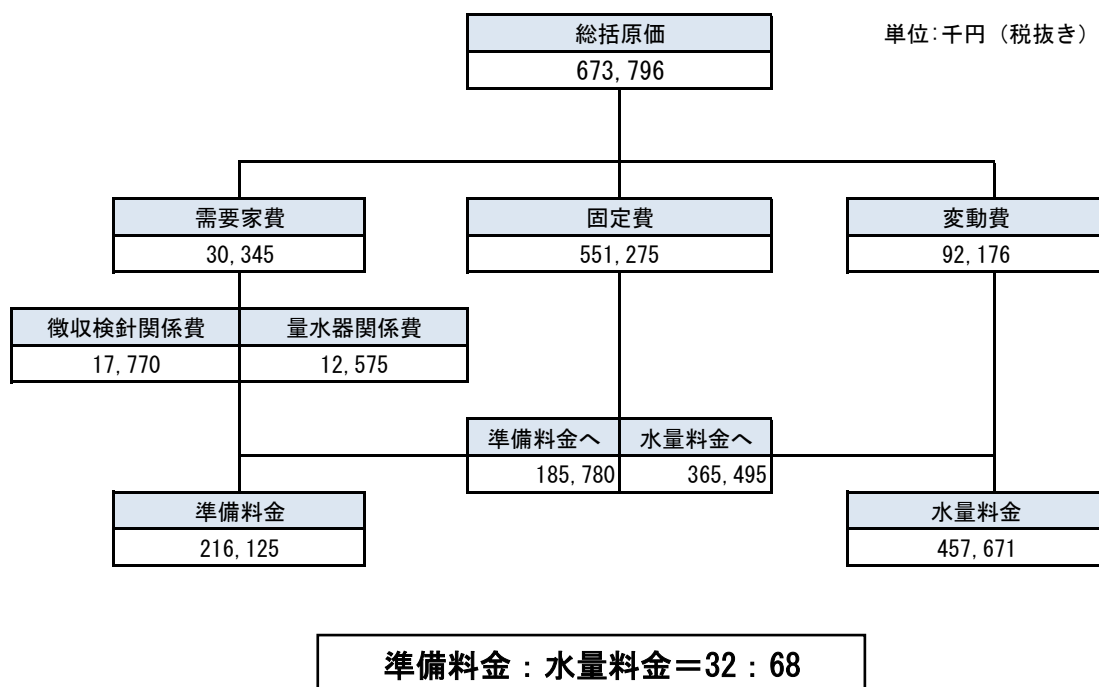 総括原価
単位:千円（税抜き）
673,796
需要家費
固定費
変動費
30,345
551,275
92,176
徴収検針関係費
量水器関係費
17,770
12,575
準備料金へ
水量料金へ
185,780
365,495
準備料金
水量料金
216,125
457,671
準備料金：水量料金＝32：68